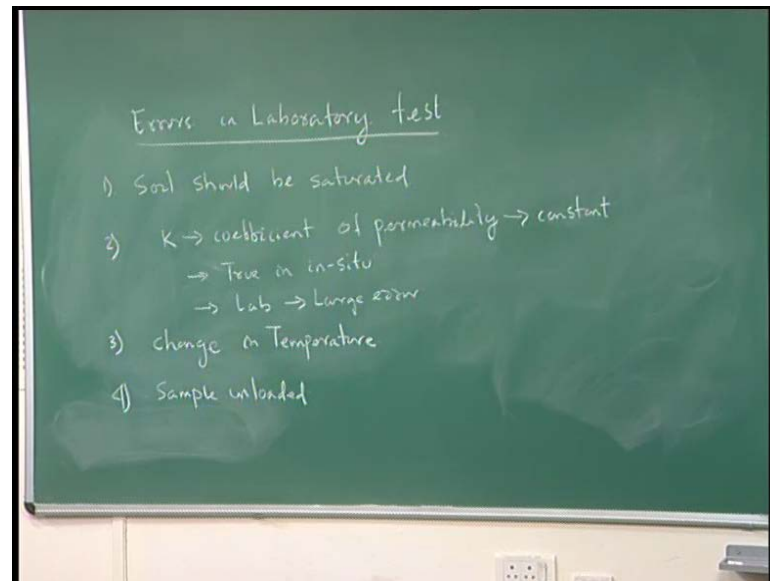 Errors in Laboratory test
1) Soil should be saturated
2) K → coefficient of permeability → constant
→ True in in-situ
→ Lab → Large error
3) change in Temperature
4) Sample unloaded